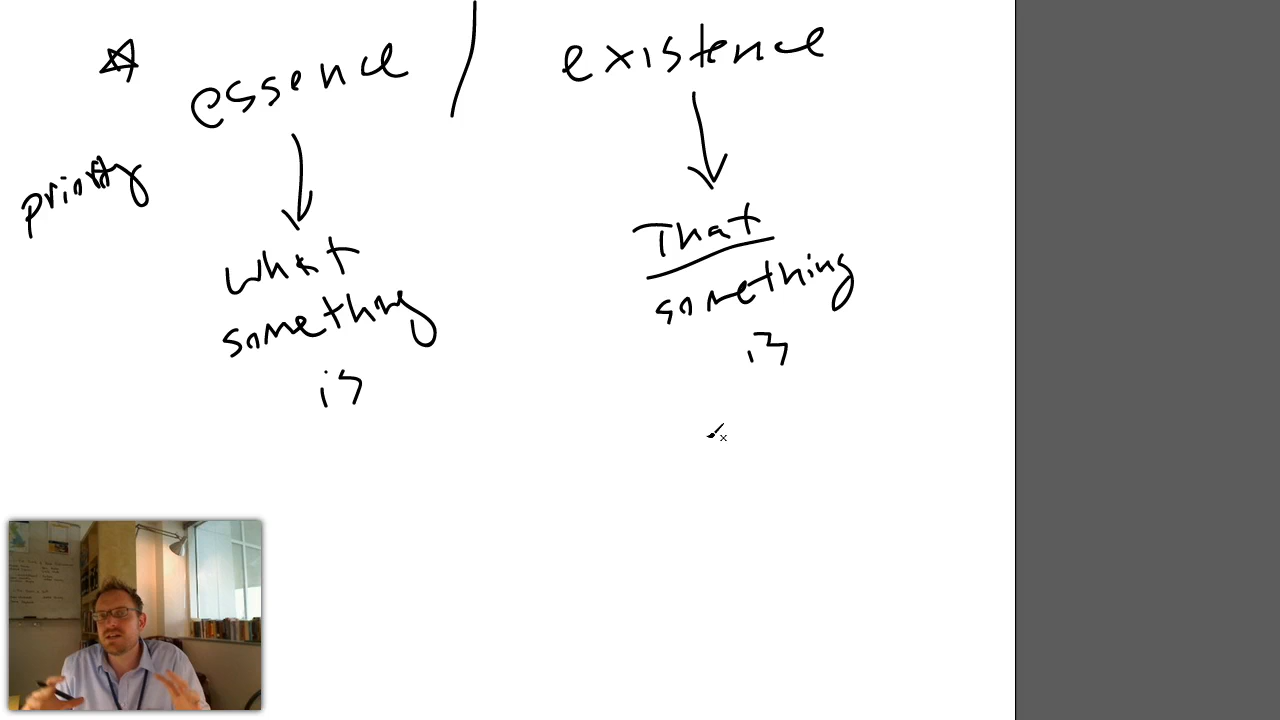 essence / existence
priority
what
something
is
That
something
is